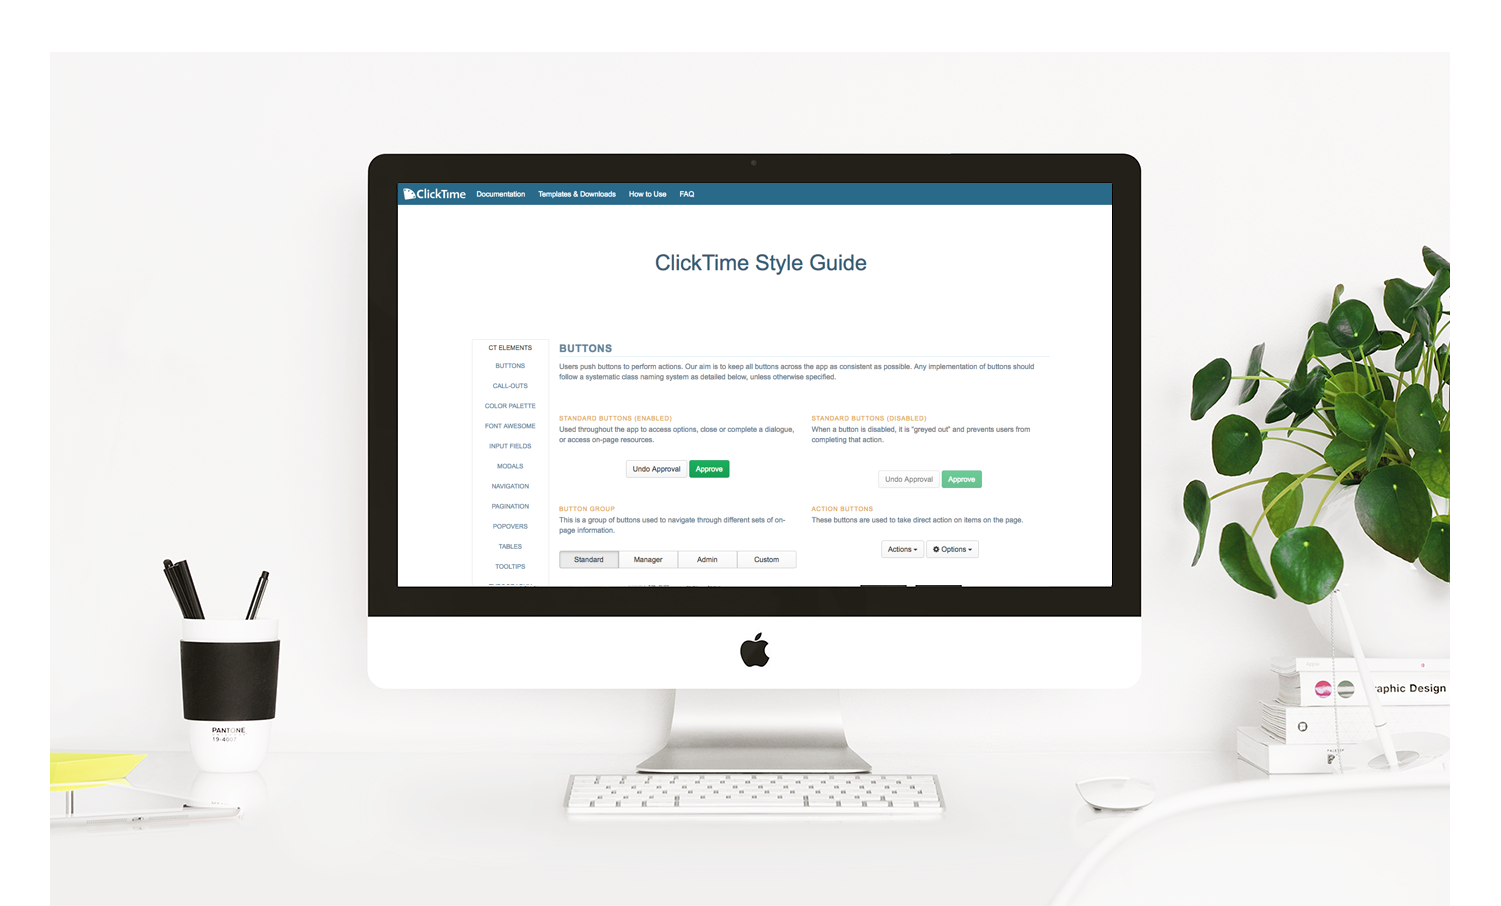 ClickTime Documentation Templates & Downloads How to Use FAQ
ClickTime Style Guide
CT ELEMENTS
BUTTONS
CALL-OUTS
COLOR PALETTE
FONT AWESOME
INPUT FIELDS
MODALS
NAVIGATION
PAGINATION
POPOVERS
TABLES
TOOLTIPS
BUTTONS
Users push buttons to perform actions. Our aim is to keep all buttons across the app as consistent as possible. Any implementation of buttons should
follow a systematic class naming system as detailed below, unless otherwise specified.
STANDARD BUTTONS (ENABLED)
Used throughout the app to access options, close or complete a dialogue,
or access on-page resources.
Undo Approval Approve
STANDARD BUTTONS (DISABLED)
When a button is disabled, it is "greyed out" and prevents users from
completing that action.
Undo Approval Approve
BUTTON GROUP
This is a group of buttons used to navigate through different sets of on-
page information.
Standard Manager Admin Custom
ACTION BUTTONS
These buttons are used to take direct action on items on the page.
Actions Options
PANTONE
19-4007
raphic Design